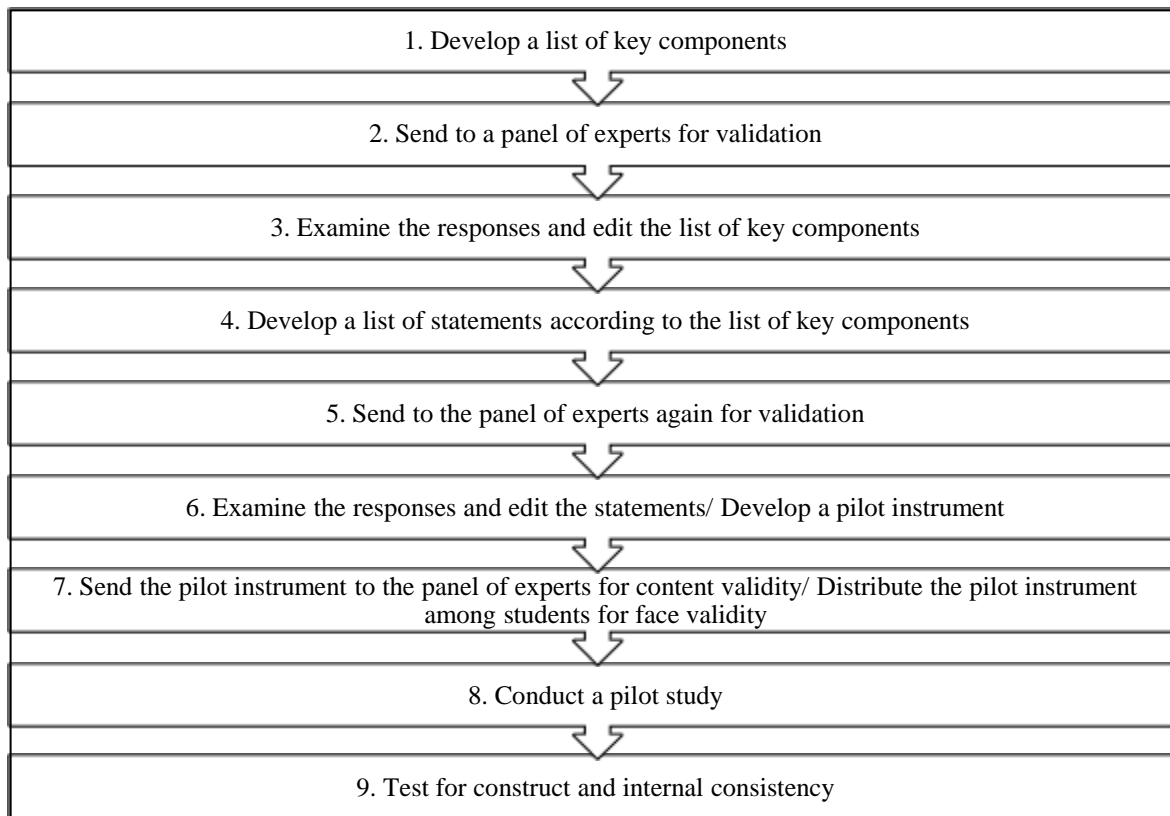 1. Develop a list of key components
2. Send to a panel of experts for validation
3. Examine the responses and edit the list of key components
4. Develop a list of statements according to the list of key components
5. Send to the panel of experts again for validation
6. Examine the responses and edit the statements/ Develop a pilot instrument
7. Send the pilot instrument to the panel of experts for content validity/ Distribute the pilot instrument
among students for face validity
8. Conduct a pilot study
9. Test for construct and internal consistency